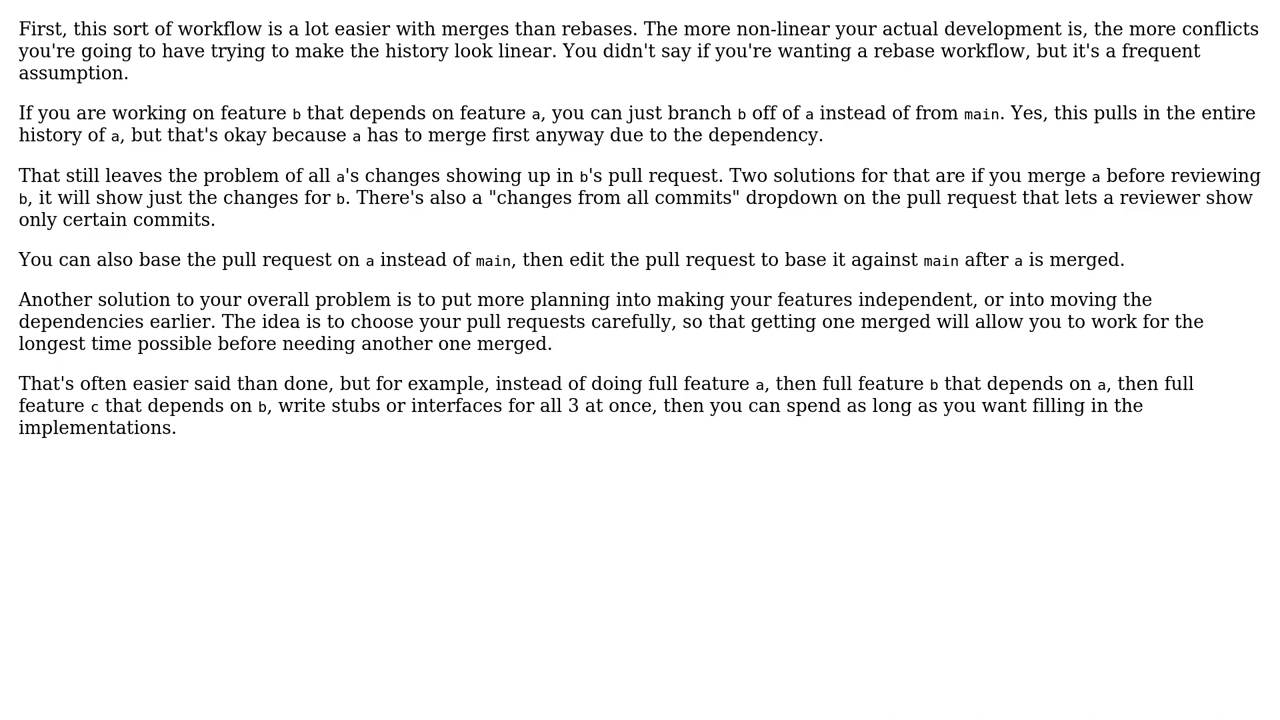 First, this sort of workflow is a lot easier with merges than rebases. The more non-linear your actual development is, the more conflicts
you're going to have trying to make the history look linear. You didn't say if you're wanting a rebase workflow, but it's a frequent
assumption.
If you are working on feature b that depends on feature a, you can just branch b off of a instead of from main. Yes, this pulls in the entire
history of a, but that's okay because a has to merge first anyway due to the dependency.
That still leaves the problem of all a's changes showing up in b's pull request. Two solutions for that are if you merge a before reviewing
b, it will show just the changes for b. There's also a "changes from all commits" dropdown on the pull request that lets a reviewer show
only certain commits.
You can also base the pull request on a instead of main, then edit the pull request to base it against main after a is merged.
Another solution to your overall problem is to put more planning into making your features independent, or into moving the
dependencies earlier. The idea is to choose your pull requests carefully, so that getting one merged will allow you to work for the
longest time possible before needing another one merged.
That's often easier said than done, but for example, instead of doing full feature a, then full feature b that depends on a, then full
feature c that depends on b, write stubs or interfaces for all 3 at once, then you can spend as long as you want filling in the
implementations.